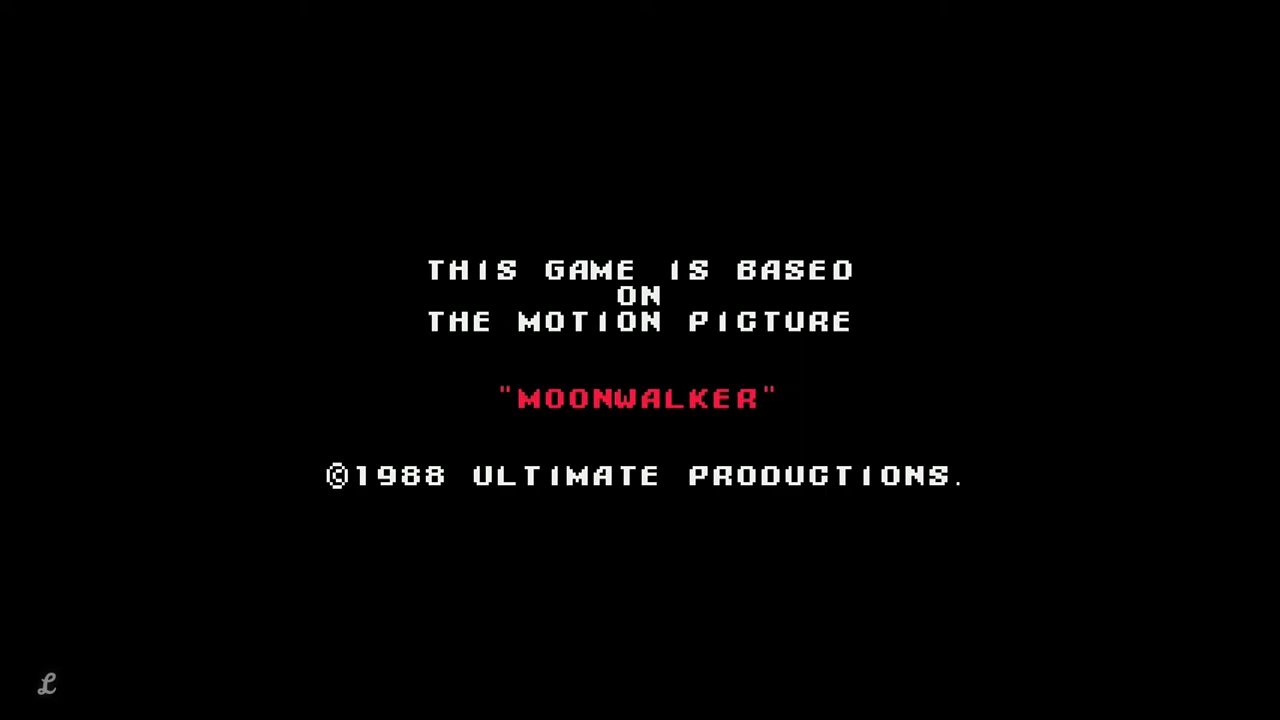 THIS GAME IS BASED
ON
THE MOTION PICTURE
"MOONWALKER"
©1988 ULTIMATE PRODUCTIONS.
L